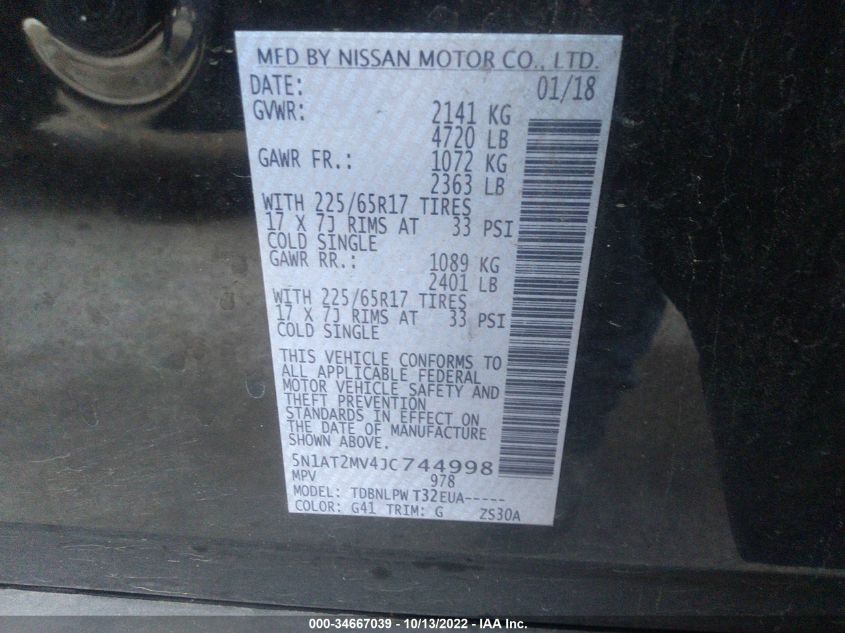 MFD BY NISSAN MOTOR CO., LTD.
DATE: 01/18
GVWR: 2141 KG
4720 LB
GAWR FR.: 1072 KG
2363 LB
WITH 225/65R17 TIRES
17 X 7J RIMS AT 33 PSI
COLD SINGLE
GAWR RR.: 1089 KG
2401 LB
WITH 225/65R17 TIRES
17 X 7J RIMS AT 33 PSI
COLD SINGLE
THIS VEHICLE CONFORMS TO
ALL APPLICABLE FEDERAL
MOTOR VEHICLE SAFETY AND
THEFT PREVENTION
STANDARDS IN EFFECT ON
THE DATE OF MANUFACTURE
SHOWN ABOVE.
5N1AT2MV4JC744998
MPV 978
MODEL: TDBNLPW T32EUA-----
COLOR: G41 TRIM: G ZS30A
000-34667039 - 10/13/2022 - IAA Inc.